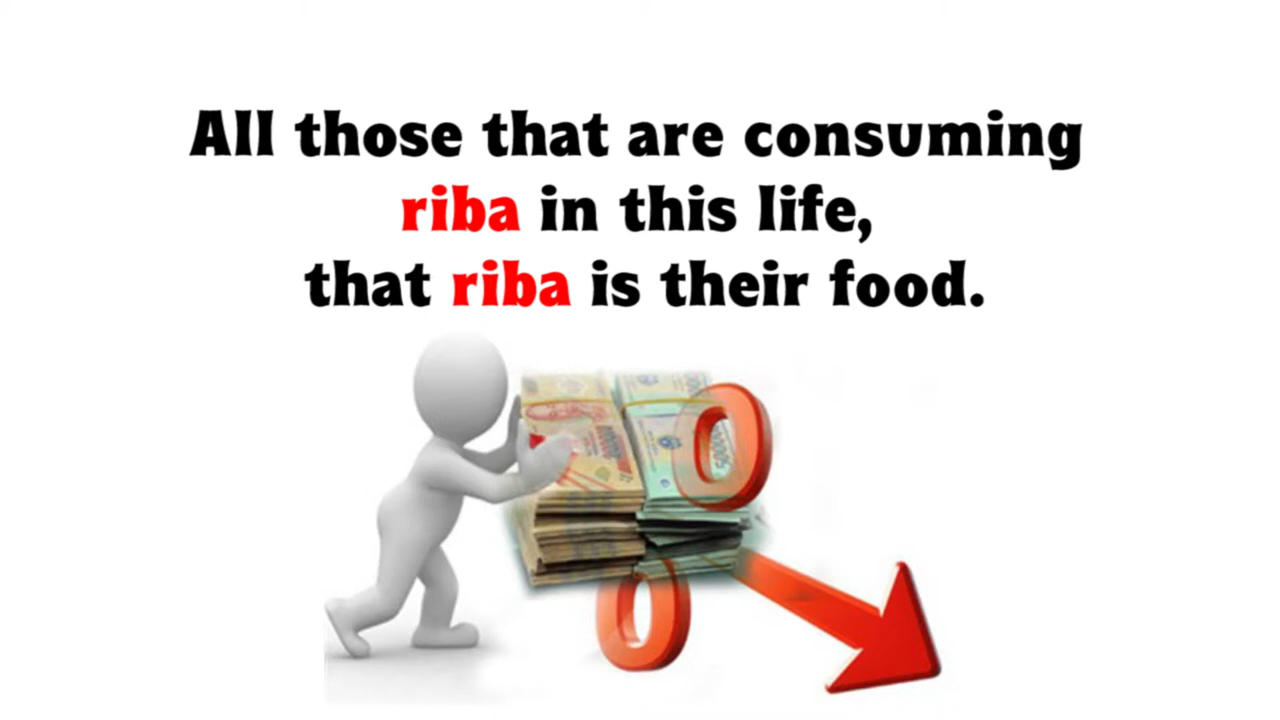 All those that are consuming
riba in this life,
that riba is their food.